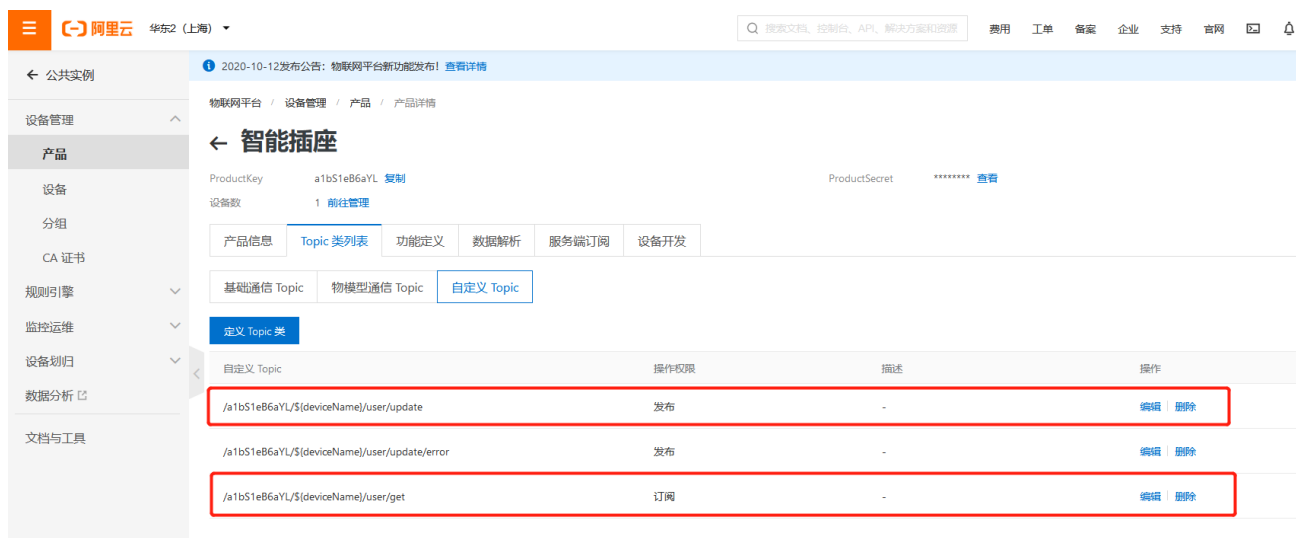 阿里云 华东2（上海） 搜索文档、控制台、API、解决方案和资源 费用 工单 备案 企业 支持 官网
公共实例
2020-10-12发布公告：物联网平台新功能发布！查看详情
物联网平台 / 设备管理 / 产品 / 产品详情
设备管理
智能插座
产品
ProductKey a1bS1eB6aYL 复制 ProductSecret ******** 查看
设备
设备数 1 前往管理
分组
产品信息 Topic 类列表 功能定义 数据解析 服务端订阅 设备开发
CA 证书
基础通信 Topic 物模型通信 Topic 自定义 Topic
规则引擎
监控运维
定义 Topic 类
设备划归
自定义 Topic 操作权限 描述 操作
数据分析
/a1bS1eB6aYL/${deviceName}/user/update 发布 - 编辑 删除
文档与工具
/a1bS1eB6aYL/${deviceName}/user/update/error 发布 - 编辑 删除
/a1bS1eB6aYL/${deviceName}/user/get 订阅 - 编辑 删除